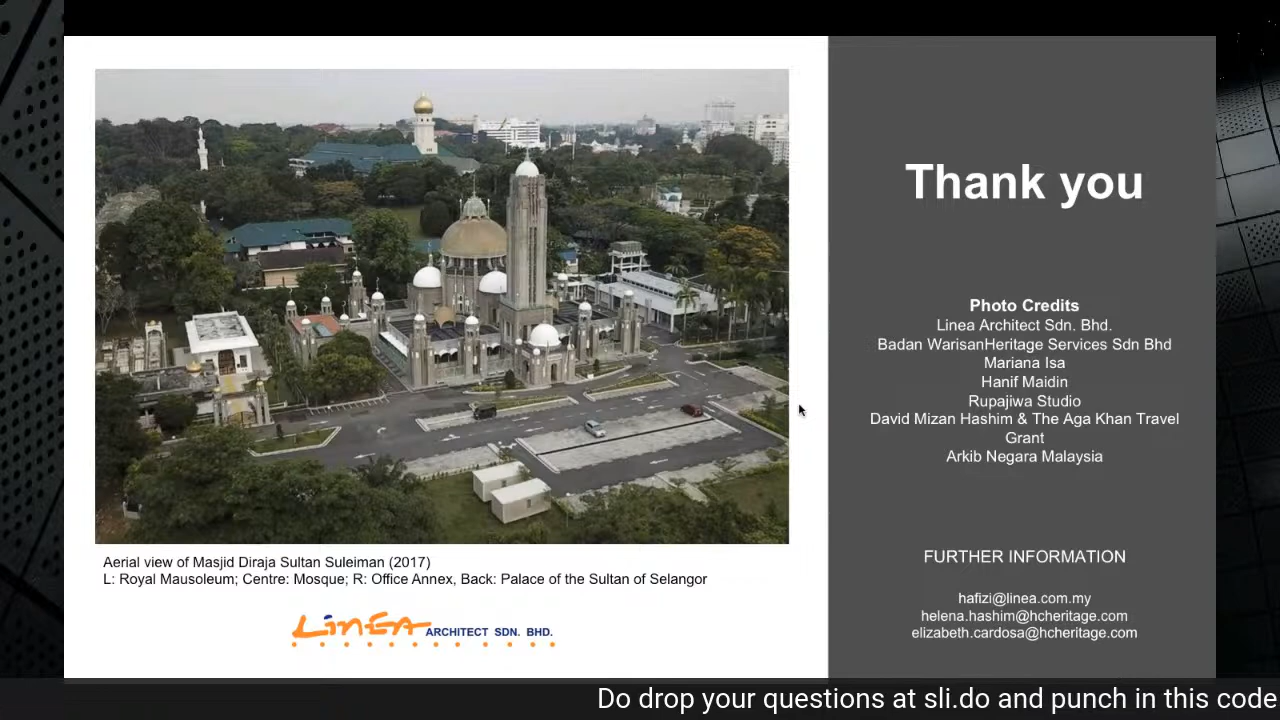 Thank you
Photo Credits
Linea Architect Sdn. Bhd.
Badan WarisanHeritage Services Sdn Bhd
Mariana Isa
Hanif Maidin
Rupajiwa Studio
David Mizan Hashim & The Aga Khan Travel
Grant
Arkib Negara Malaysia
FURTHER INFORMATION
hafizi@linea.com.my
helena.hashim@hcheritage.com
elizabeth.cardosa@hcheritage.com
Aerial view of Masjid Diraja Sultan Suleiman (2017)
L: Royal Mausoleum; Centre: Mosque; R: Office Annex, Back: Palace of the Sultan of Selangor
LinEA ARCHITECT SDN. BHD.
Do drop your questions at sli.do and punch in this code